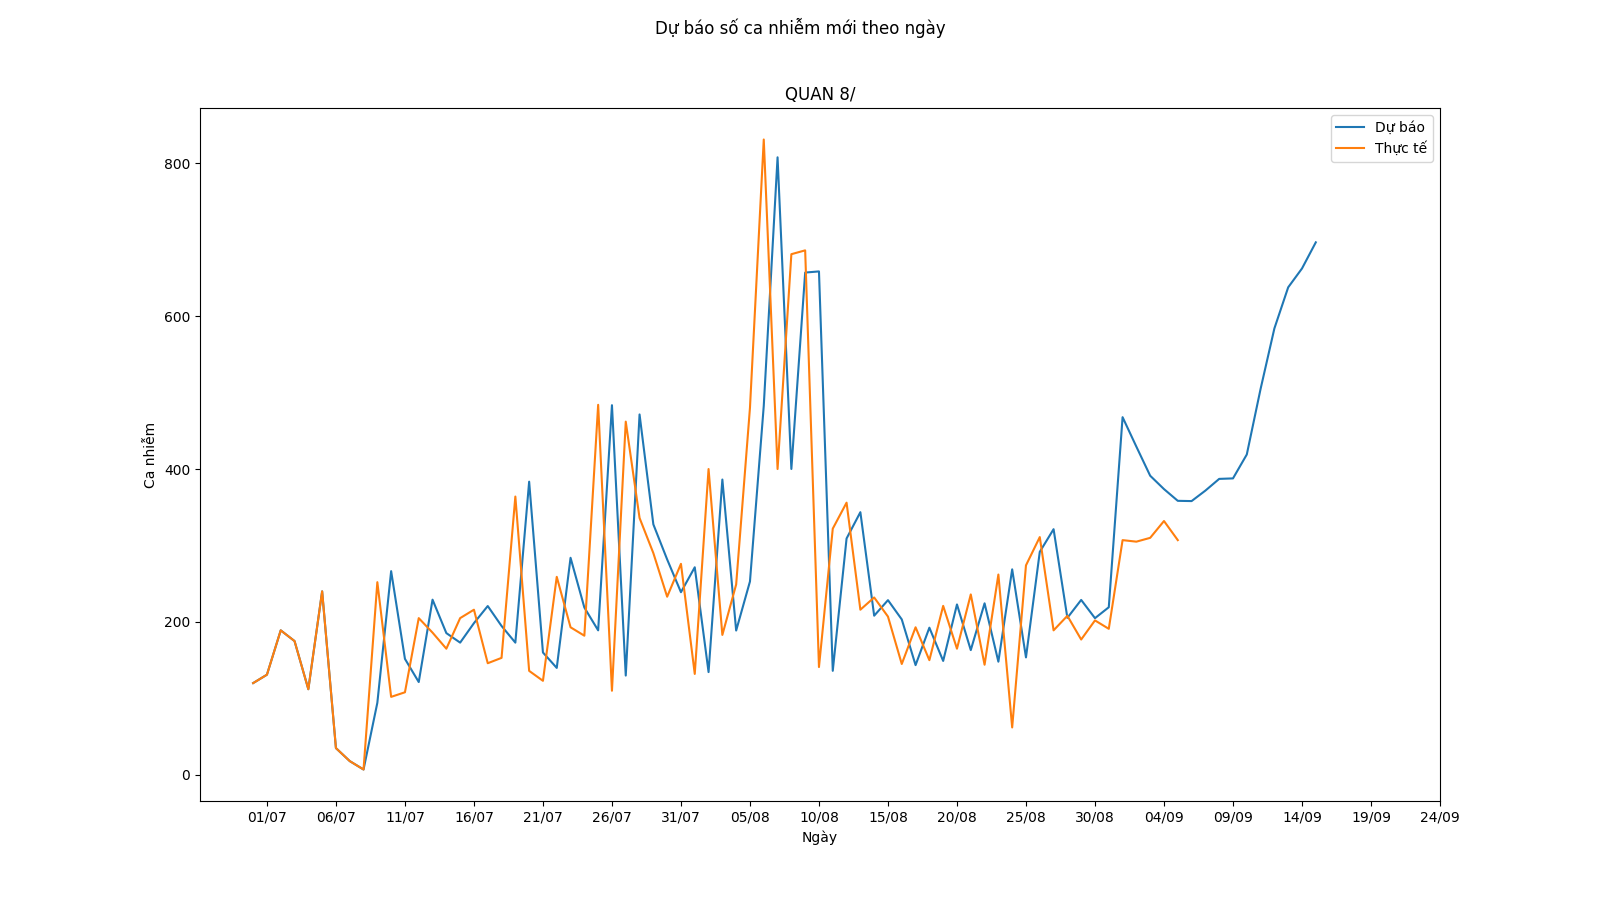 Dự báo số ca nhiễm mới theo ngày
QUAN 8/
Dự báo
Thực tế
800
600
400
200
0
Ca nhiễm
01/07 06/07 11/07 16/07 21/07 26/07 31/07 05/08 10/08 15/08 20/08 25/08 30/08 04/09 09/09 14/09 19/09 24/09
Ngày